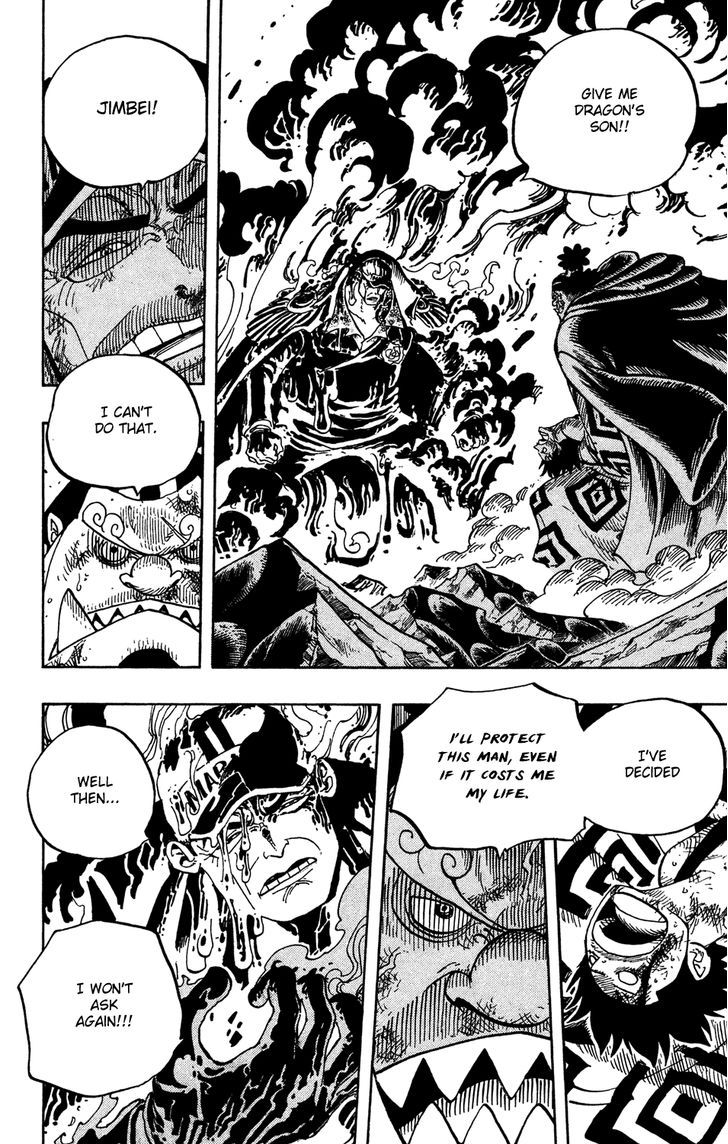 GIVE ME
DRAGON'S
SON!!
JIMBEI!
I CAN'T
DO THAT.
I'VE
DECIDED
I'LL PROTECT
THIS MAN, EVEN
IF IT COSTS ME
MY LIFE.
WELL
THEN...
I WON'T
ASK
AGAIN!!!